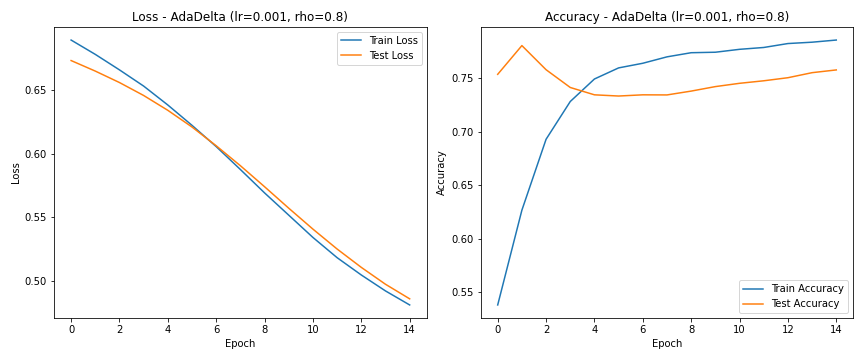 Loss - AdaDelta (lr=0.001, rho=0.8)
Train Loss
Test Loss
0.65
0.60
0.55
0.50
Loss
0 2 4 6 8 10 12 14
Epoch
Accuracy - AdaDelta (lr=0.001, rho=0.8)
0.75
0.70
0.65
0.60
0.55
Accuracy
Train Accuracy
Test Accuracy
0 2 4 6 8 10 12 14
Epoch